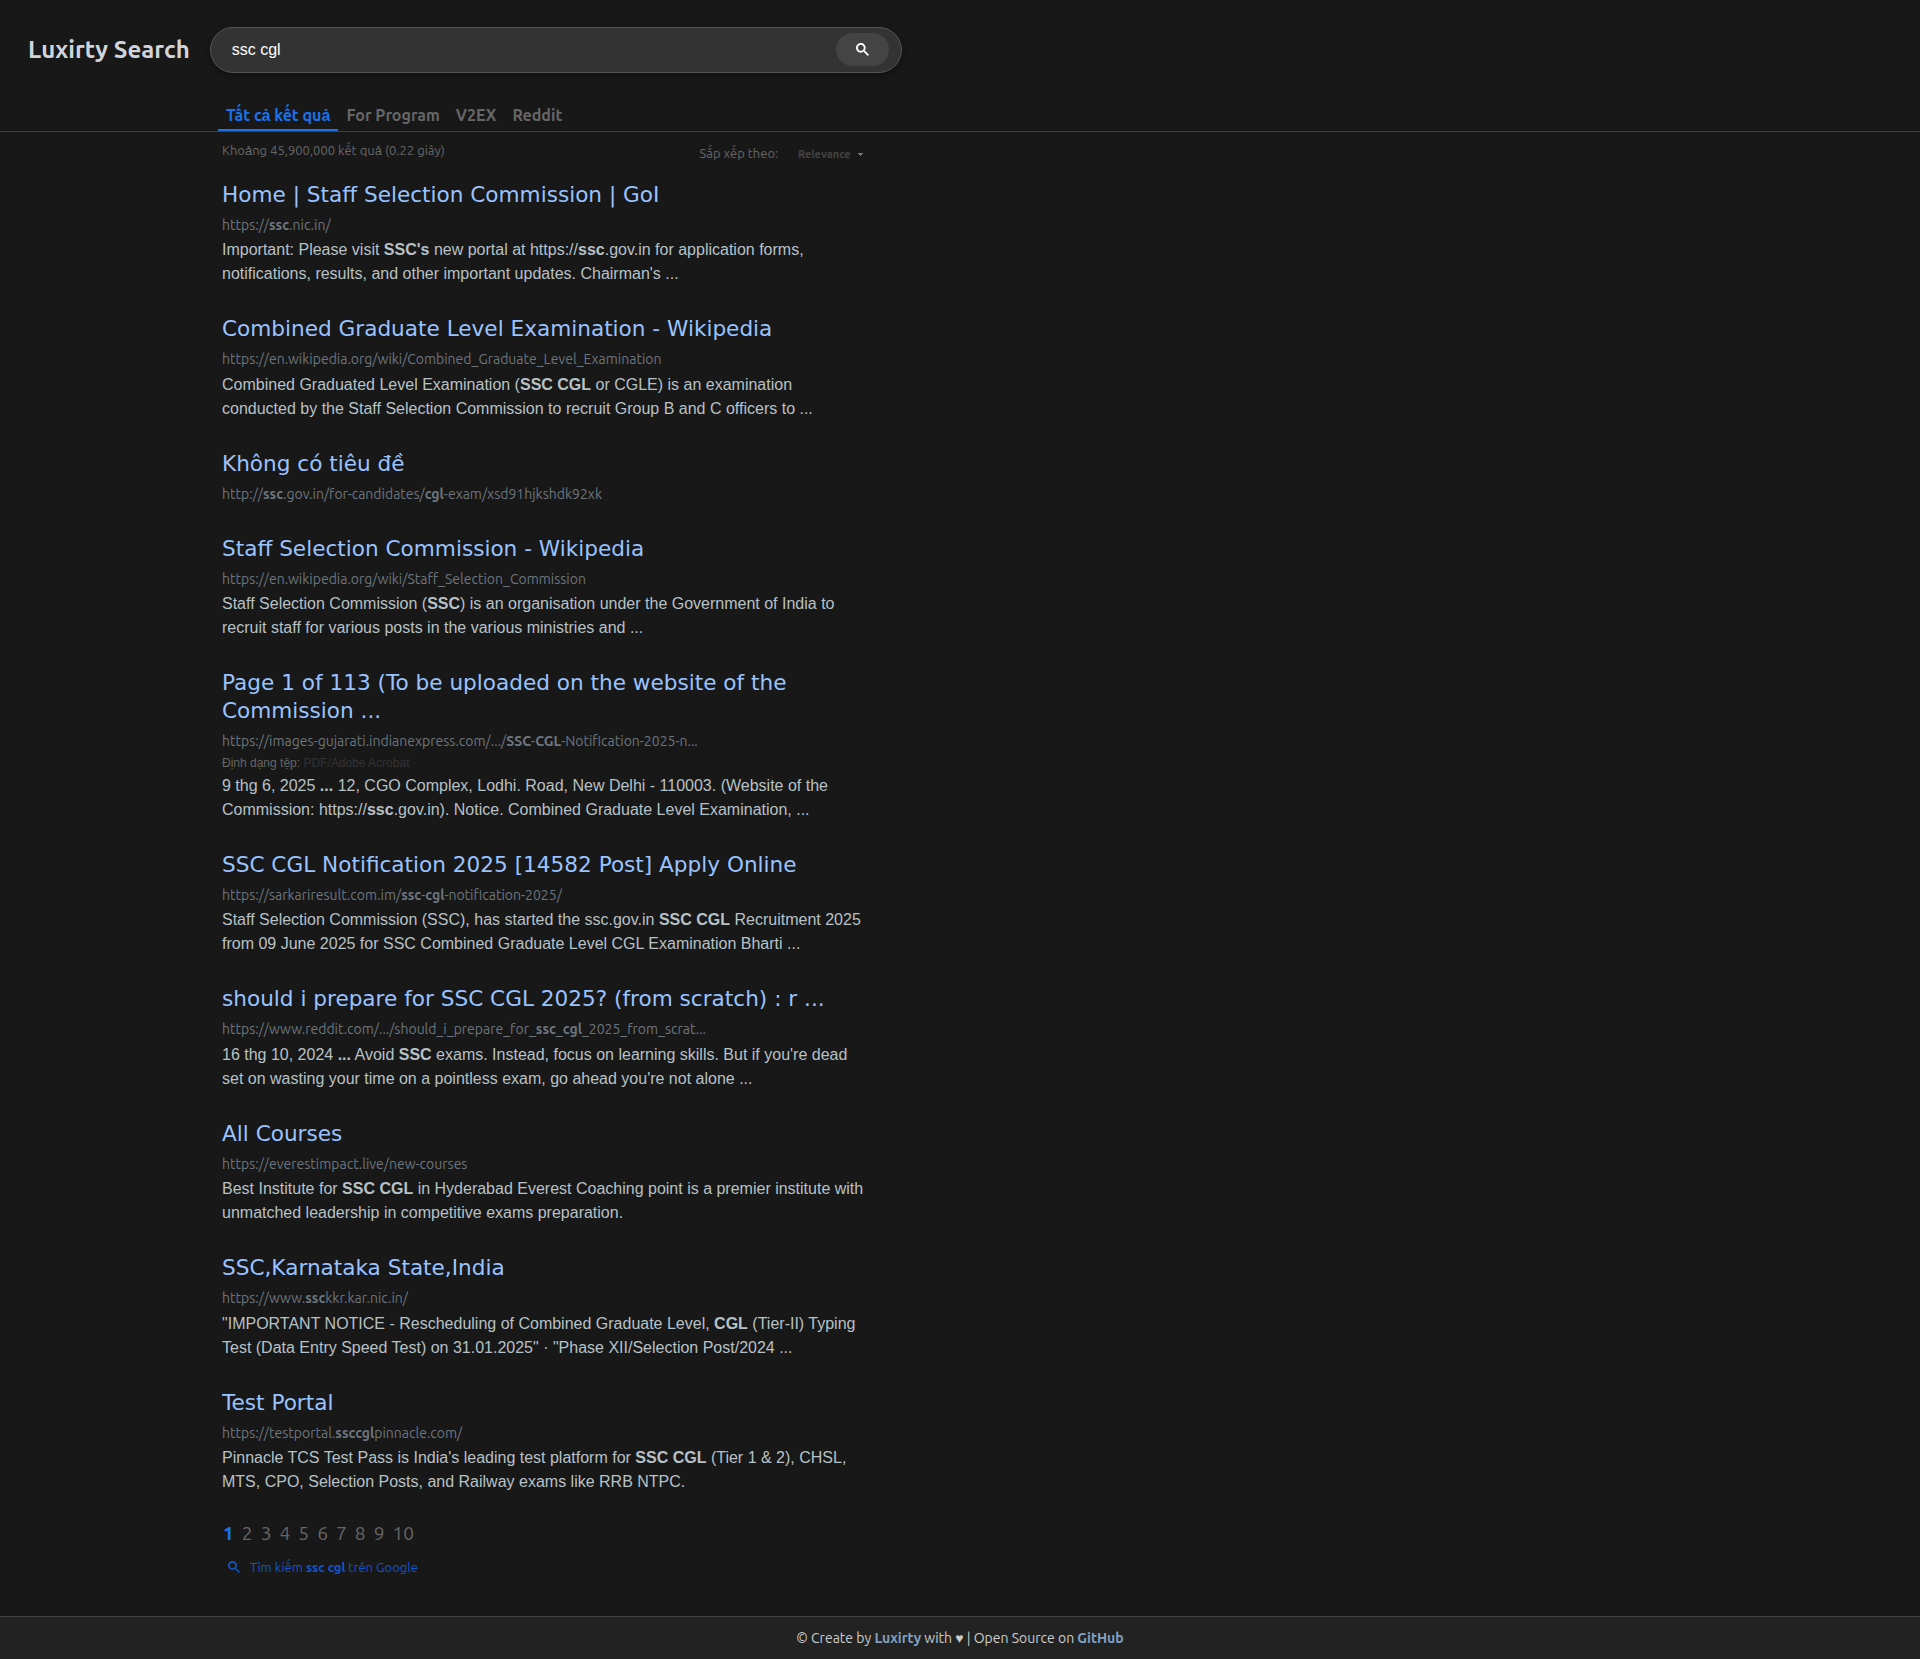 Luxirty Search
ssc cgl
Tất cả kết quả For Program V2EX Reddit
Khoảng 45,900,000 kết quả (0.22 giây)
Sắp xếp theo: Relevance
Home | Staff Selection Commission | GoI
https://ssc.nic.in/
Important: Please visit SSC's new portal at https://ssc.gov.in for application forms,
notifications, results, and other important updates. Chairman's ...
Combined Graduate Level Examination - Wikipedia
https://en.wikipedia.org/wiki/Combined_Graduate_Level_Examination
Combined Graduated Level Examination (SSC CGL or CGLE) is an examination
conducted by the Staff Selection Commission to recruit Group B and C officers to ...
Không có tiêu đề
http://ssc.gov.in/for-candidates/cgl-exam/xsd91hjkshdk92xk
Staff Selection Commission - Wikipedia
https://en.wikipedia.org/wiki/Staff_Selection_Commission
Staff Selection Commission (SSC) is an organisation under the Government of India to
recruit staff for various posts in the various ministries and ...
Page 1 of 113 (To be uploaded on the website of the
Commission ...
https://images-gujarati.indianexpress.com/.../SSC-CGL-Notification-2025-n...
Định dạng tệp: PDF/Adobe Acrobat
9 thg 6, 2025 ... 12, CGO Complex, Lodhi. Road, New Delhi - 110003. (Website of the
Commission: https://ssc.gov.in). Notice. Combined Graduate Level Examination, ...
SSC CGL Notification 2025 [14582 Post] Apply Online
https://sarkariresult.com.im/ssc-cgl-notification-2025/
Staff Selection Commission (SSC), has started the ssc.gov.in SSC CGL Recruitment 2025
from 09 June 2025 for SSC Combined Graduate Level CGL Examination Bharti ...
should i prepare for SSC CGL 2025? (from scratch) : r ...
https://www.reddit.com/.../should_i_prepare_for_ssc_cgl_2025_from_scrat...
16 thg 10, 2024 ... Avoid SSC exams. Instead, focus on learning skills. But if you're dead
set on wasting your time on a pointless exam, go ahead you're not alone ...
All Courses
https://everestimpact.live/new-courses
Best Institute for SSC CGL in Hyderabad Everest Coaching point is a premier institute with
unmatched leadership in competitive exams preparation.
SSC,Karnataka State,India
https://www.ssckkr.kar.nic.in/
"IMPORTANT NOTICE - Rescheduling of Combined Graduate Level, CGL (Tier-II) Typing
Test (Data Entry Speed Test) on 31.01.2025" · "Phase XII/Selection Post/2024 ...
Test Portal
https://testportal.ssccglpinnacle.com/
Pinnacle TCS Test Pass is India's leading test platform for SSC CGL (Tier 1 & 2), CHSL,
MTS, CPO, Selection Posts, and Railway exams like RRB NTPC.
1 2 3 4 5 6 7 8 9 10
Tìm kiếm ssc cgl trên Google
© Create by Luxirty with ♥ | Open Source on GitHub